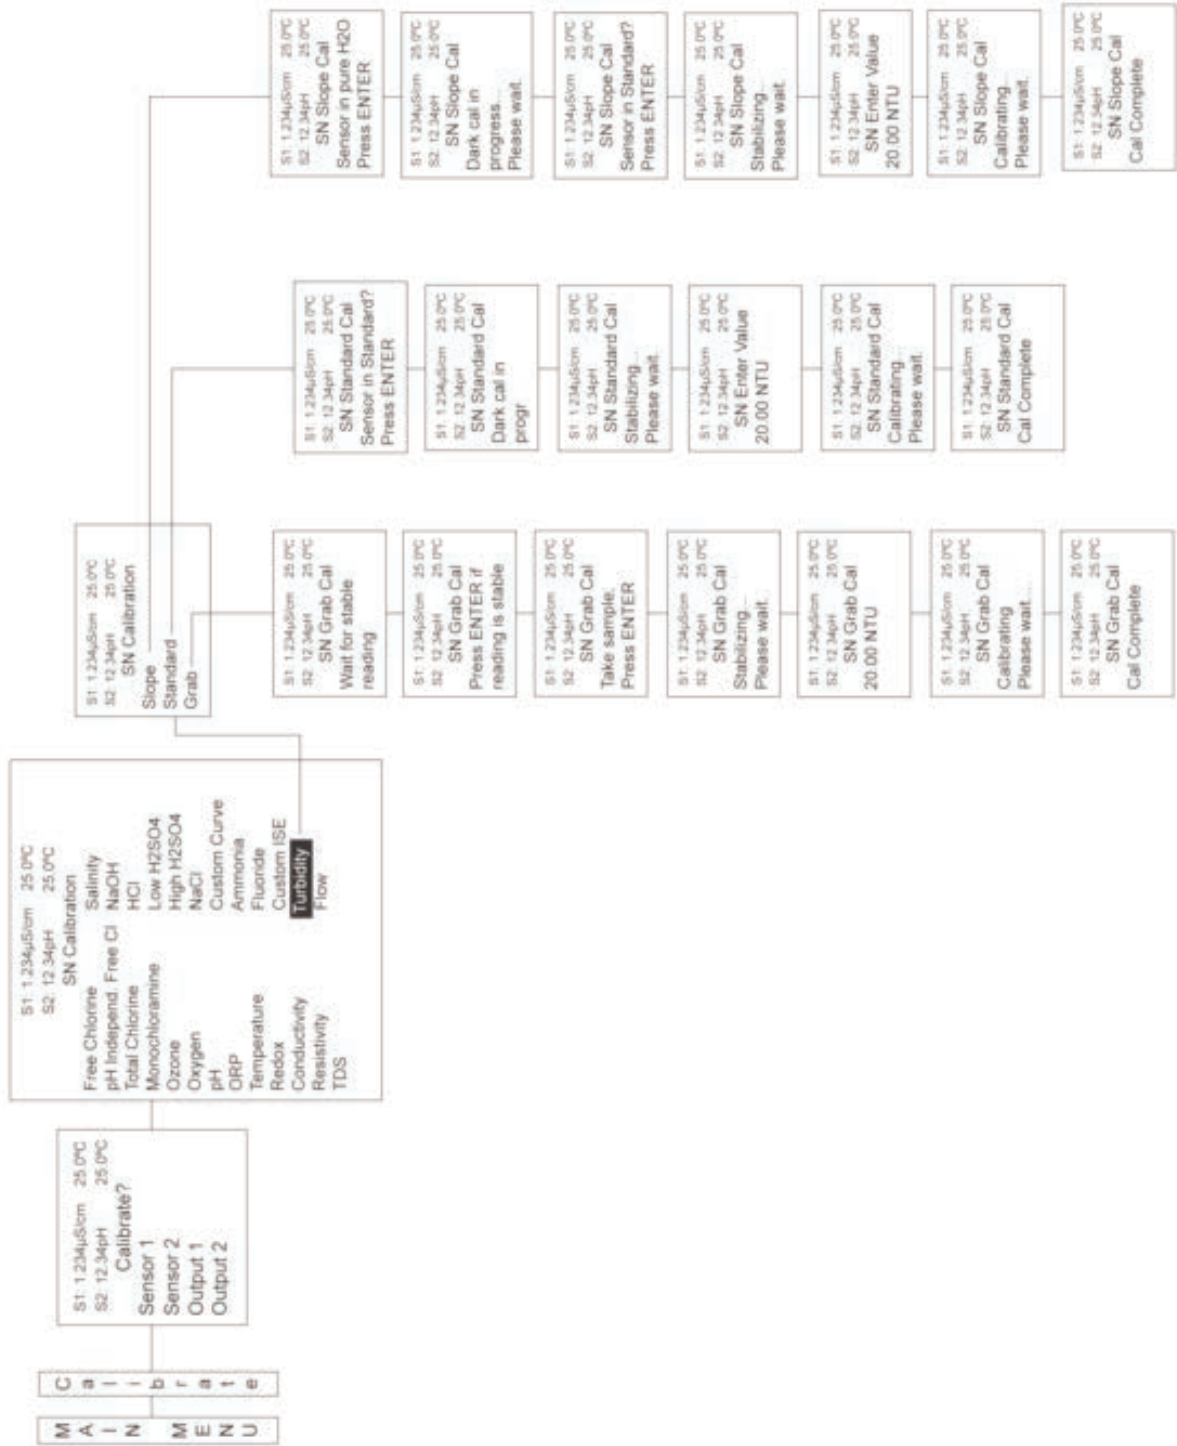 MAIN MENU
Calibrate
S1: 1.234µS/cm 25.0ºC
S2: 12.34pH 25.0ºC
Calibrate?
Sensor 1
Sensor 2
Output 1
Output 2
S1: 1.234µS/cm 25.0ºC
S2: 12.34pH 25.0ºC
SN Calibration
Free Chlorine Salinity
pH Independ. Free Cl NaOH
Total Chlorine HCl
Monochloramine Low H2SO4
Ozone High H2SO4
Oxygen NaCl
pH Custom Curve
ORP Ammonia
Temperature Fluoride
Redox Custom ISE
Conductivity Turbidity
Resistivity Flow
TDS
S1: 1.234µS/cm 25.0ºC
S2: 12.34pH 25.0ºC
SN Calibration
Slope
Standard
Grab
S1: 1.234µS/cm 25.0ºC
S2: 12.34pH 25.0ºC
SN Slope Cal
Sensor in pure H2O
Press ENTER
S1: 1.234µS/cm 25.0ºC
S2: 12.34pH 25.0ºC
SN Slope Cal
Dark cal in
progress...
Please wait.
S1: 1.234µS/cm 25.0ºC
S2: 12.34pH 25.0ºC
SN Slope Cal
Sensor in Standard?
Press ENTER
S1: 1.234µS/cm 25.0ºC
S2: 12.34pH 25.0ºC
SN Slope Cal
Stabilizing...
Please wait.
S1: 1.234µS/cm 25.0ºC
S2: 12.34pH 25.0ºC
SN Enter Value
20.00 NTU
S1: 1.234µS/cm 25.0ºC
S2: 12.34pH 25.0ºC
SN Slope Cal
Calibrating...
Please wait.
S1: 1.234µS/cm 25.0ºC
S2: 12.34pH 25.0ºC
SN Slope Cal
Cal Complete
S1: 1.234µS/cm 25.0ºC
S2: 12.34pH 25.0ºC
SN Standard Cal
Sensor in Standard?
Press ENTER
S1: 1.234µS/cm 25.0ºC
S2: 12.34pH 25.0ºC
SN Standard Cal
Dark cal in
progr
S1: 1.234µS/cm 25.0ºC
S2: 12.34pH 25.0ºC
SN Standard Cal
Stabilizing...
Please wait.
S1: 1.234µS/cm 25.0ºC
S2: 12.34pH 25.0ºC
SN Enter Value
20.00 NTU
S1: 1.234µS/cm 25.0ºC
S2: 12.34pH 25.0ºC
SN Standard Cal
Calibrating...
Please wait.
S1: 1.234µS/cm 25.0ºC
S2: 12.34pH 25.0ºC
SN Standard Cal
Cal Complete
S1: 1.234µS/cm 25.0ºC
S2: 12.34pH 25.0ºC
SN Grab Cal
Wait for stable
reading
S1: 1.234µS/cm 25.0ºC
S2: 12.34pH 25.0ºC
SN Grab Cal
Press ENTER if
reading is stable
S1: 1.234µS/cm 25.0ºC
S2: 12.34pH 25.0ºC
SN Grab Cal
Take sample.
Press ENTER
S1: 1.234µS/cm 25.0ºC
S2: 12.34pH 25.0ºC
SN Grab Cal
Stabilizing...
Please wait.
S1: 1.234µS/cm 25.0ºC
S2: 12.34pH 25.0ºC
SN Grab Cal
20.00 NTU
S1: 1.234µS/cm 25.0ºC
S2: 12.34pH 25.0ºC
SN Grab Cal
Calibrating
Please wait...
S1: 1.234µS/cm 25.0ºC
S2: 12.34pH 25.0ºC
SN Grab Cal
Cal Complete